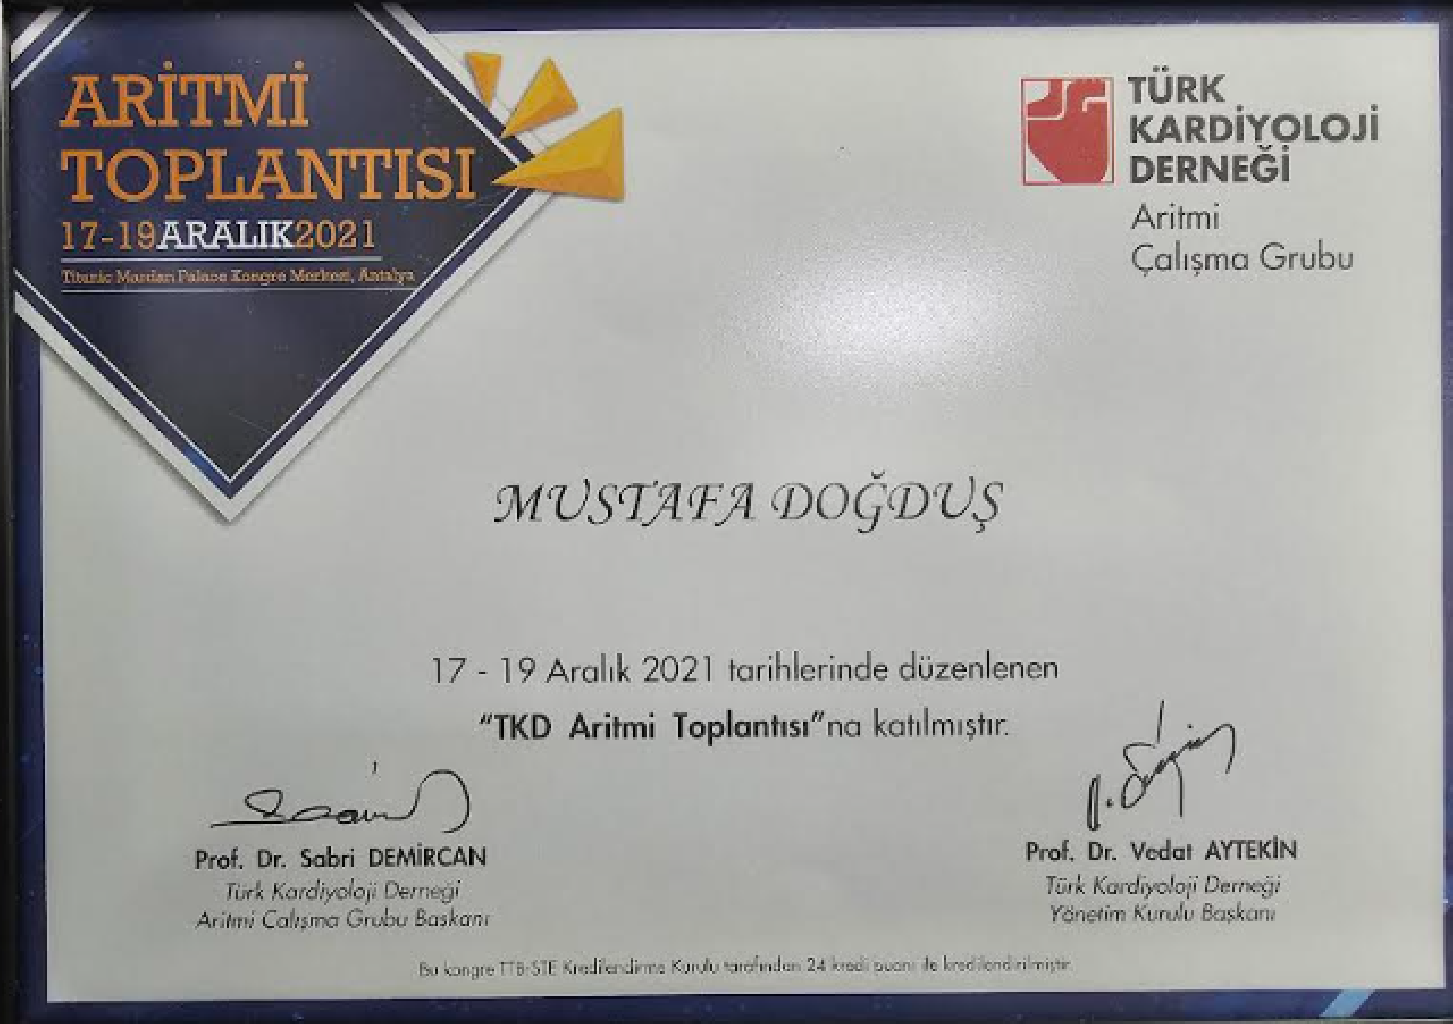 ARİTMİ
TOPLANTISI
17-19ARALIK2021
Titanic Mardan Palace Kongre Merkezi, Antalya
TÜRK
KARDİYOLOJİ
DERNEĞİ
Aritmi
Çalışma Grubu
MUSTAFA DOĞDUŞ
17 - 19 Aralık 2021 tarihlerinde düzenlenen
“TKD Aritmi Toplantısı”na katılmıştır.
Prof. Dr. Sabri DEMİRCAN
Türk Kardiyoloji Derneği
Aritmi Çalışma Grubu Başkanı
Prof. Dr. Vedat AYTEKİN
Türk Kardiyoloji Derneği
Yönetim Kurulu Başkanı
Bu kongre TTB-STE Kredilendirme Kurulu tarafından 24 kredi puanı ile kredilendirilmiştir.